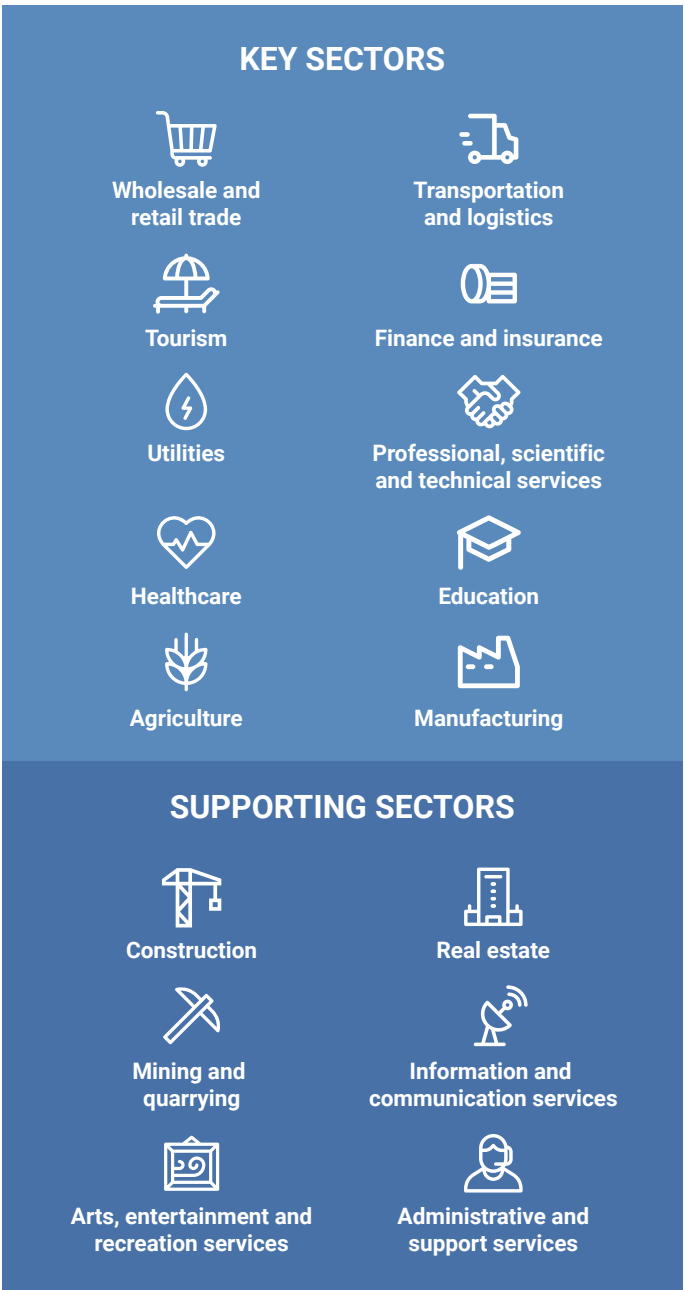 KEY SECTORS
Wholesale and
retail trade
Transportation
and logistics
Tourism
Finance and insurance
Utilities
Professional, scientific
and technical services
Healthcare
Education
Agriculture
Manufacturing
SUPPORTING SECTORS
Construction
Real estate
Mining and
quarrying
Information and
communication services
Arts, entertainment and
recreation services
Administrative and
support services